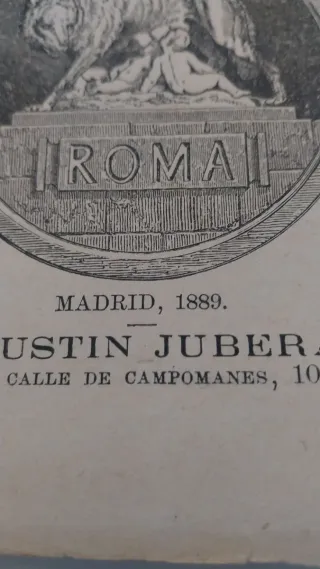 ROMA
MADRID, 1889.
USTIN JUBERA
CALLE DE CAMPOMANES, 10